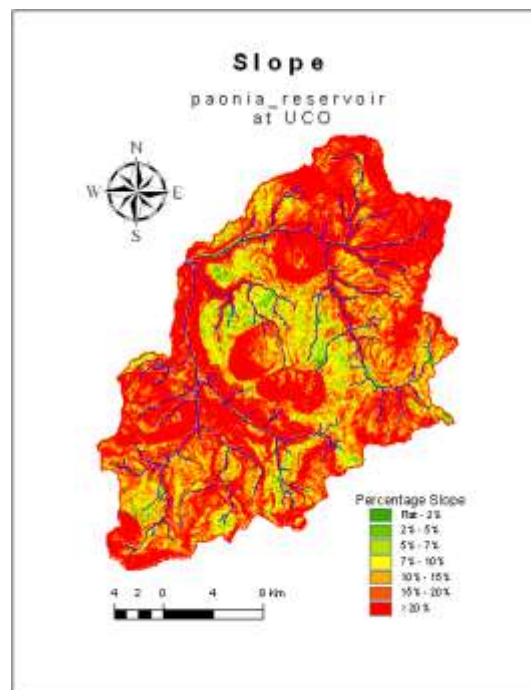 Slope
paonia_reservoir
at UCO
N
W E
S
Percentage Slope
flat - 2%
2% - 5%
5% - 7%
7% - 10%
10% - 15%
15% - 20%
>20%
4 2 0 4 8 km